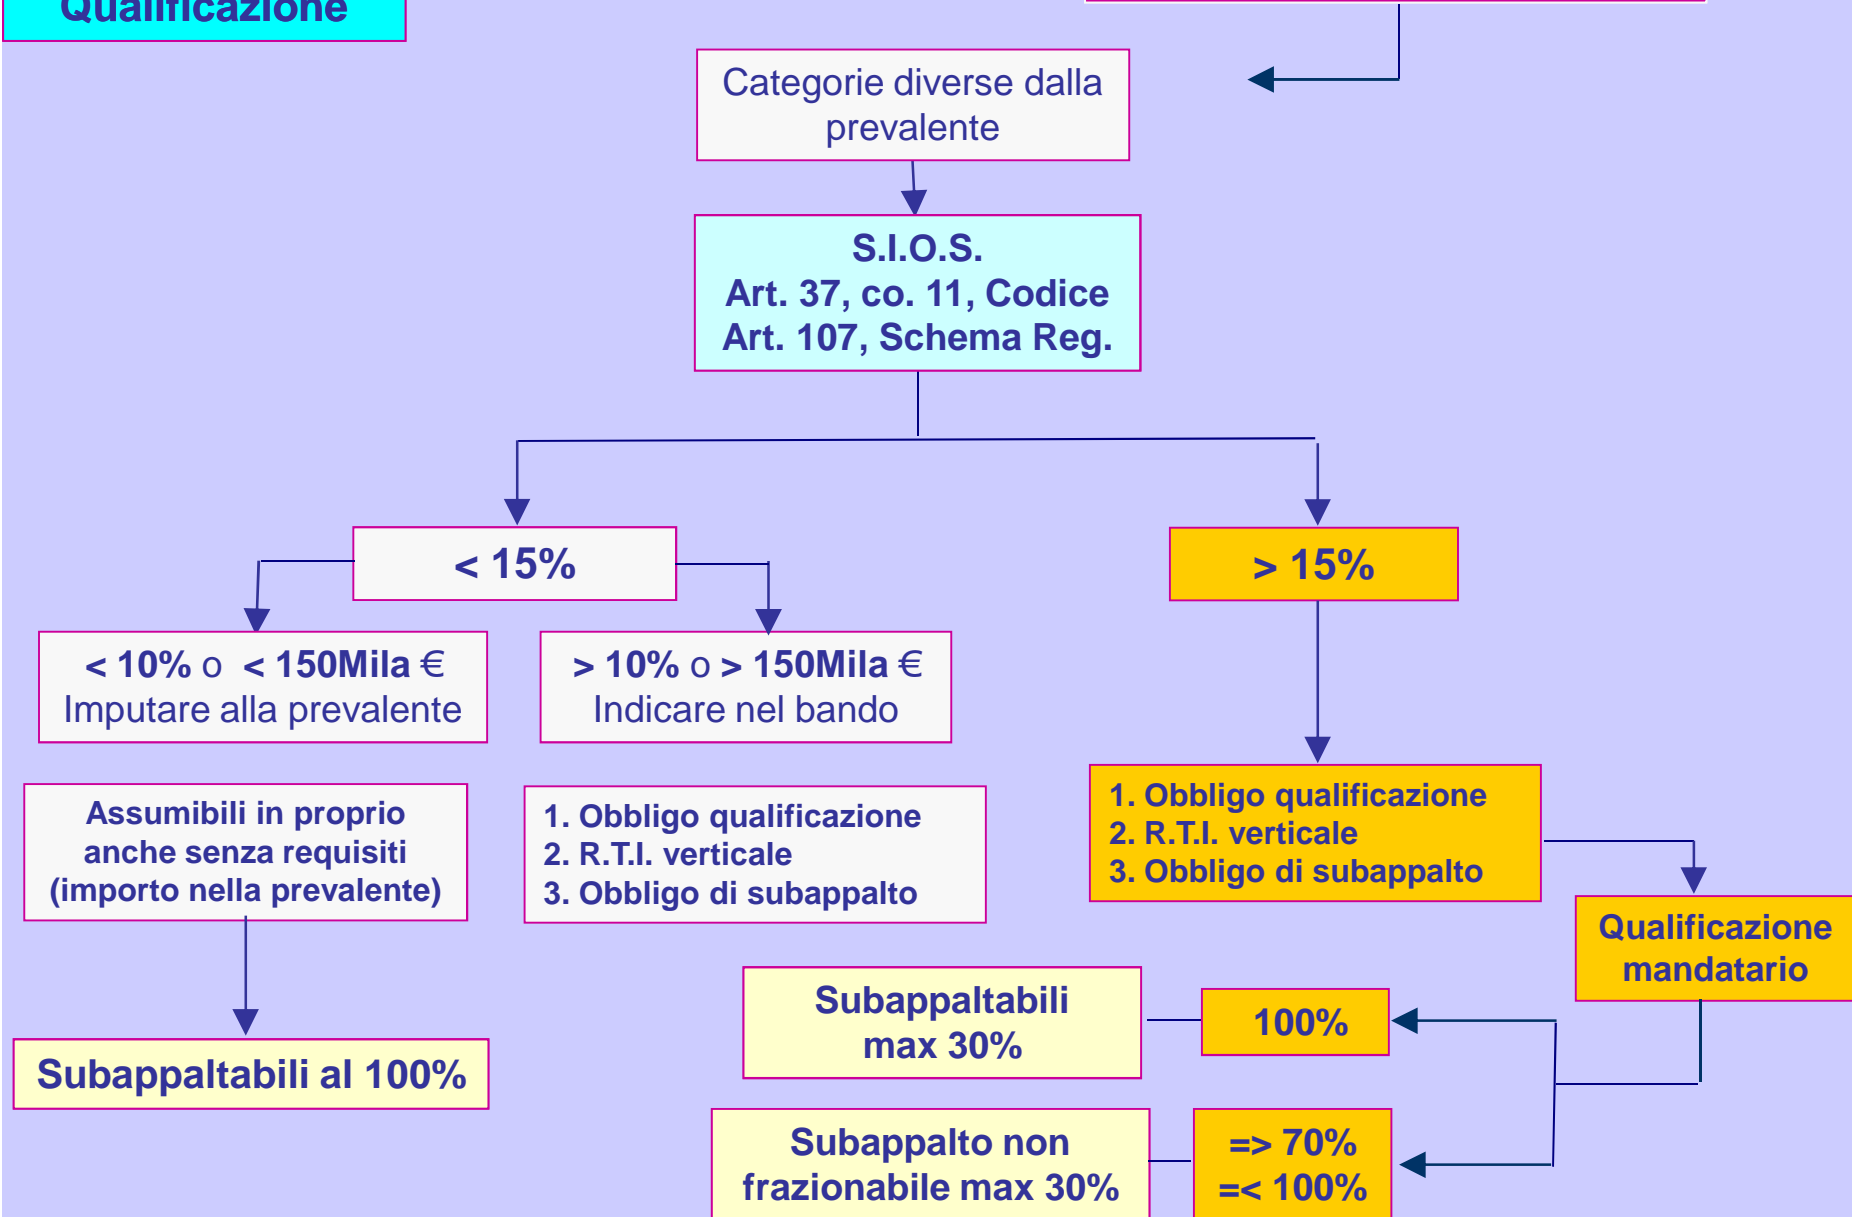 Qualificazione
Categorie diverse dalla
prevalente
S.I.O.S.
Art. 37, co. 11, Codice
Art. 107, Schema Reg.
< 15%
> 15%
< 10% o < 150Mila €
Imputare alla prevalente
> 10% o > 150Mila €
Indicare nel bando
Assumibili in proprio
anche senza requisiti
(importo nella prevalente)
1. Obbligo qualificazione
2. R.T.I. verticale
3. Obbligo di subappalto
1. Obbligo qualificazione
2. R.T.I. verticale
3. Obbligo di subappalto
Qualificazione
mandatario
Subappaltabili
max 30%
100%
Subappaltabili al 100%
Subappalto non
frazionabile max 30%
=> 70%
=< 100%